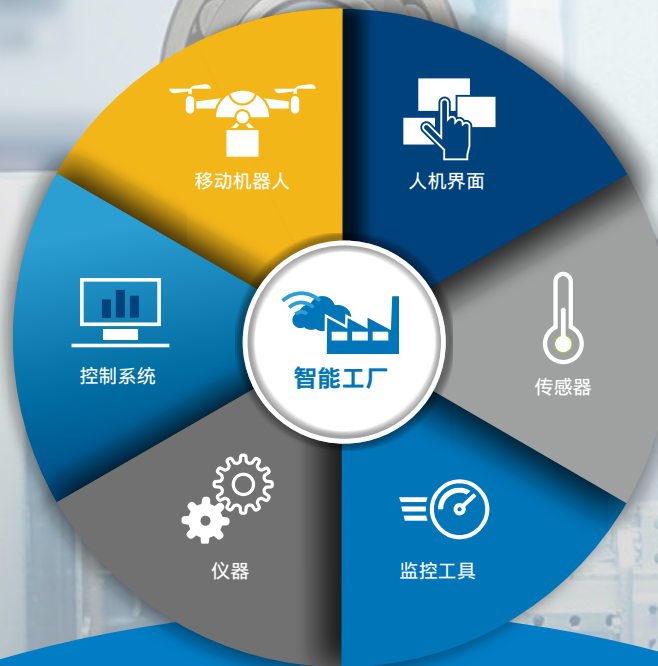 移动机器人
人机界面
控制系统
智能工厂
传感器
仪器
监控工具